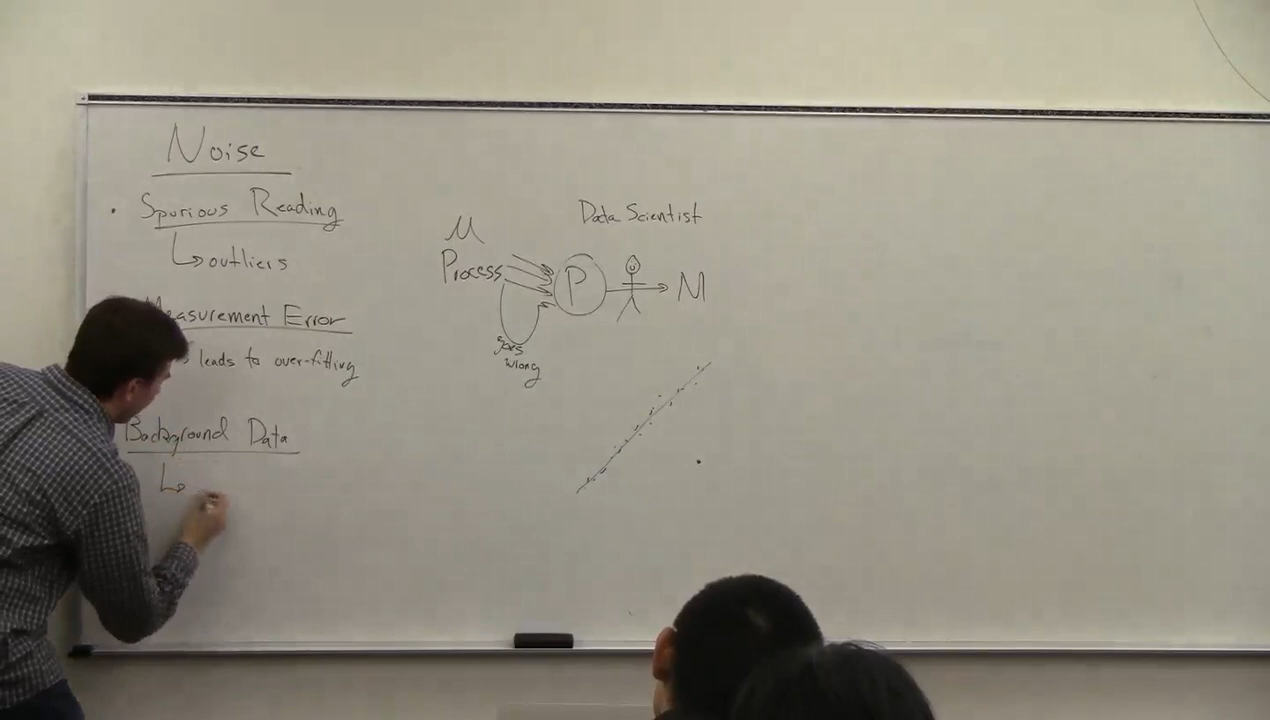 Noise
• Spurious Reading
↳ outliers
Measurement Error
leads to over-fitting
Background Data
↳
Data Scientist
M
Process
P
M
goes
wrong